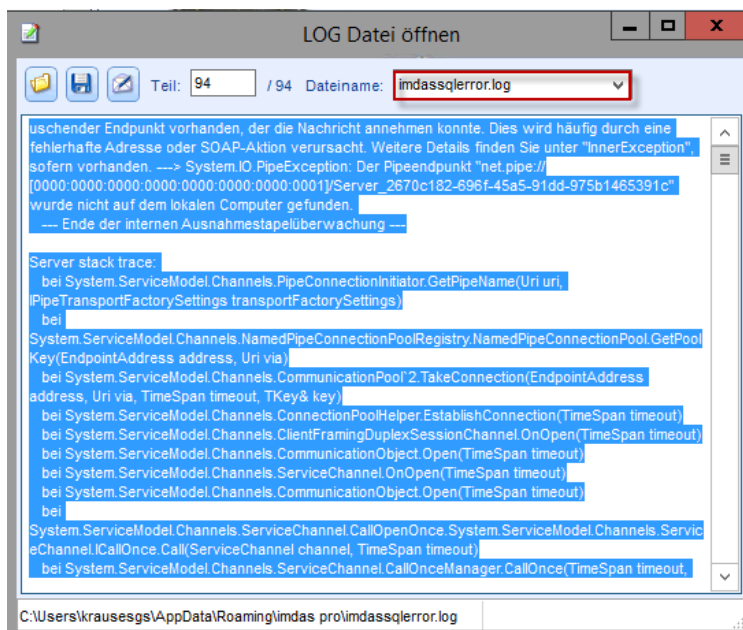 LOG Datei öffnen
Teil: 94 / 94 Dateiname: imdassqlerror.log
uschender Endpunkt vorhanden, der die Nachricht annehmen konnte. Dies wird häufig durch eine
fehlerhafte Adresse oder SOAP-Aktion verursacht. Weitere Details finden Sie unter "InnerException",
sofern vorhanden. ---> System.IO.PipeException: Der Pipeendpunkt "net.pipe://
[0000:0000:0000:0000:0000:0000:0000:0001]/Server_2670c182-696f-45a5-91dd-975b1465391c"
wurde nicht auf dem lokalen Computer gefunden.
--- Ende der internen Ausnahmestapelüberwachung ---
Server stack trace:
bei System.ServiceModel.Channels.PipeConnectionInitiator.GetPipeName(Uri uri,
IPipeTransportFactorySettings transportFactorySettings)
bei
System.ServiceModel.Channels.NamedPipeConnectionPoolRegistry.NamedPipeConnectionPool.GetPool
Key(EndpointAddress address, Uri via)
bei System.ServiceModel.Channels.CommunicationPool`2.TakeConnection(EndpointAddress
address, Uri via, TimeSpan timeout, TKey& key)
bei System.ServiceModel.Channels.ConnectionPoolHelper.EstablishConnection(TimeSpan timeout)
bei System.ServiceModel.Channels.ClientFramingDuplexSessionChannel.OnOpen(TimeSpan timeout)
bei System.ServiceModel.Channels.CommunicationObject.Open(TimeSpan timeout)
bei System.ServiceModel.Channels.ServiceChannel.OnOpen(TimeSpan timeout)
bei System.ServiceModel.Channels.CommunicationObject.Open(TimeSpan timeout)
bei
System.ServiceModel.Channels.ServiceChannel.CallOpenOnce.System.ServiceModel.Channels.Servic
eChannel.ICallOnce.Call(ServiceChannel channel, TimeSpan timeout)
bei System.ServiceModel.Channels.ServiceChannel.CallOnceManager.CallOnce(TimeSpan timeout,
C:\Users\krausesgs\AppData\Roaming\imdas pro\imdassqlerror.log